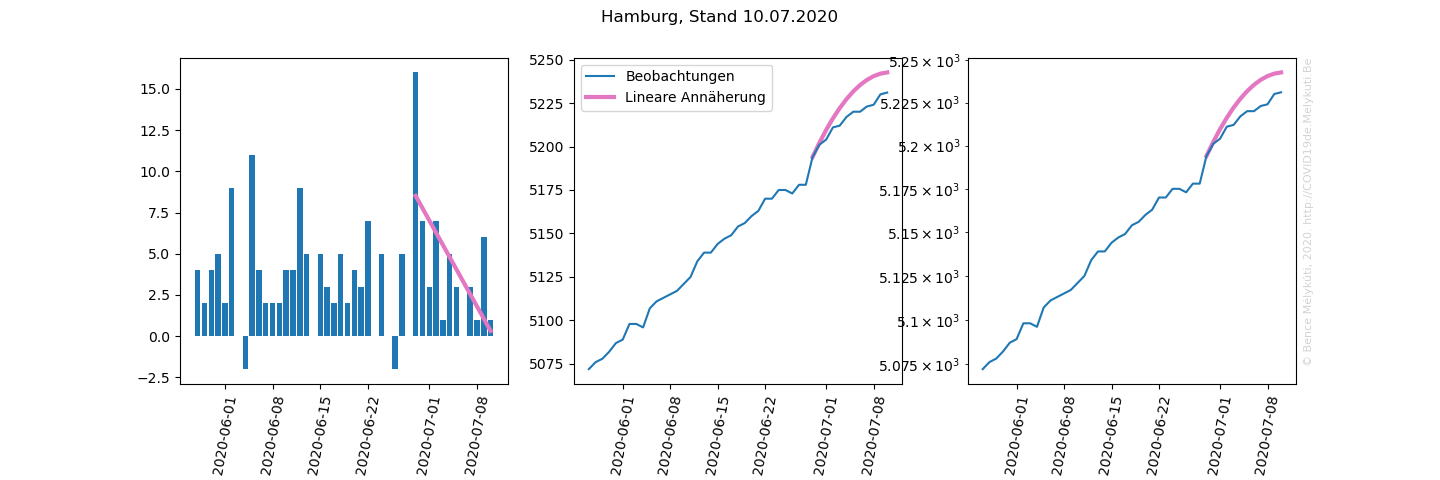 Hamburg, Stand 10.07.2020
15.0
12.5
10.0
7.5
5.0
2.5
0.0
−2.5
2020-06-01
2020-06-08
2020-06-15
2020-06-22
2020-07-01
2020-07-08
5250
5225
5200
5175
5150
5125
5100
5075
Beobachtungen
Lineare Annäherung
2020-06-01
2020-06-08
2020-06-15
2020-06-22
2020-07-01
2020-07-08
5.25 × 10³
5.225 × 10³
5.2 × 10³
5.175 × 10³
5.15 × 10³
5.125 × 10³
5.1 × 10³
5.075 × 10³
2020-06-01
2020-06-08
2020-06-15
2020-06-22
2020-07-01
2020-07-08
© Bence Mélykúti, 2020 http://COVID19de.Melykuti.Be